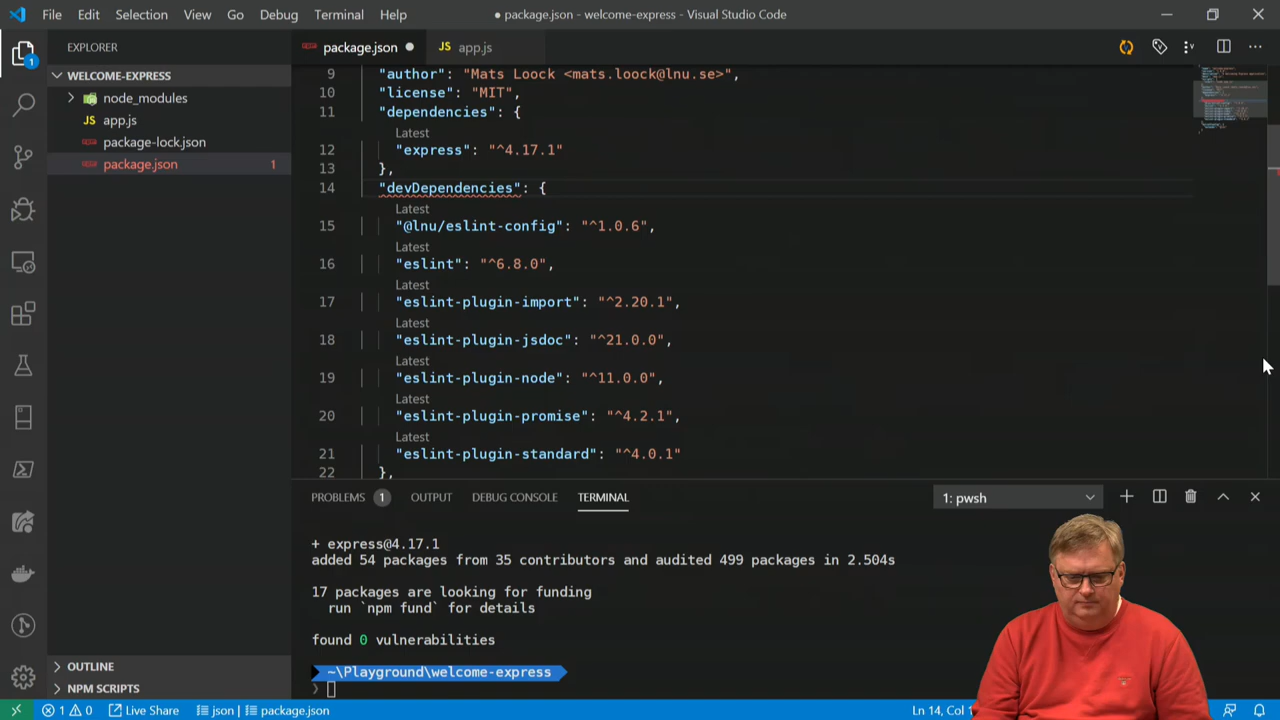 File Edit Selection View Go Debug Terminal Help
● package.json - welcome-express - Visual Studio Code
EXPLORER
package.json ●
JS app.js
WELCOME-EXPRESS
node_modules
JS app.js
package-lock.json
package.json 1
1
9 "author": "Mats Loock <mats.loock@lnu.se>",
10 "license": "MIT",
11 "dependencies": {
Latest
12 "express": "^4.17.1"
13 },
14 "devDependencies": {
Latest
15 "@lnu/eslint-config": "^1.0.6",
Latest
16 "eslint": "^6.8.0",
Latest
17 "eslint-plugin-import": "^2.20.1",
Latest
18 "eslint-plugin-jsdoc": "^21.0.0",
Latest
19 "eslint-plugin-node": "^11.0.0",
Latest
20 "eslint-plugin-promise": "^4.2.1",
Latest
21 "eslint-plugin-standard": "^4.0.1"
22 },
PROBLEMS 1 OUTPUT DEBUG CONSOLE TERMINAL
1: pwsh
+ express@4.17.1
added 54 packages from 35 contributors and audited 499 packages in 2.504s
17 packages are looking for funding
run `npm fund` for details
found 0 vulnerabilities
~\Playground\welcome-express
OUTLINE
NPM SCRIPTS
1 0 Live Share json | package.json
Ln 14, Col